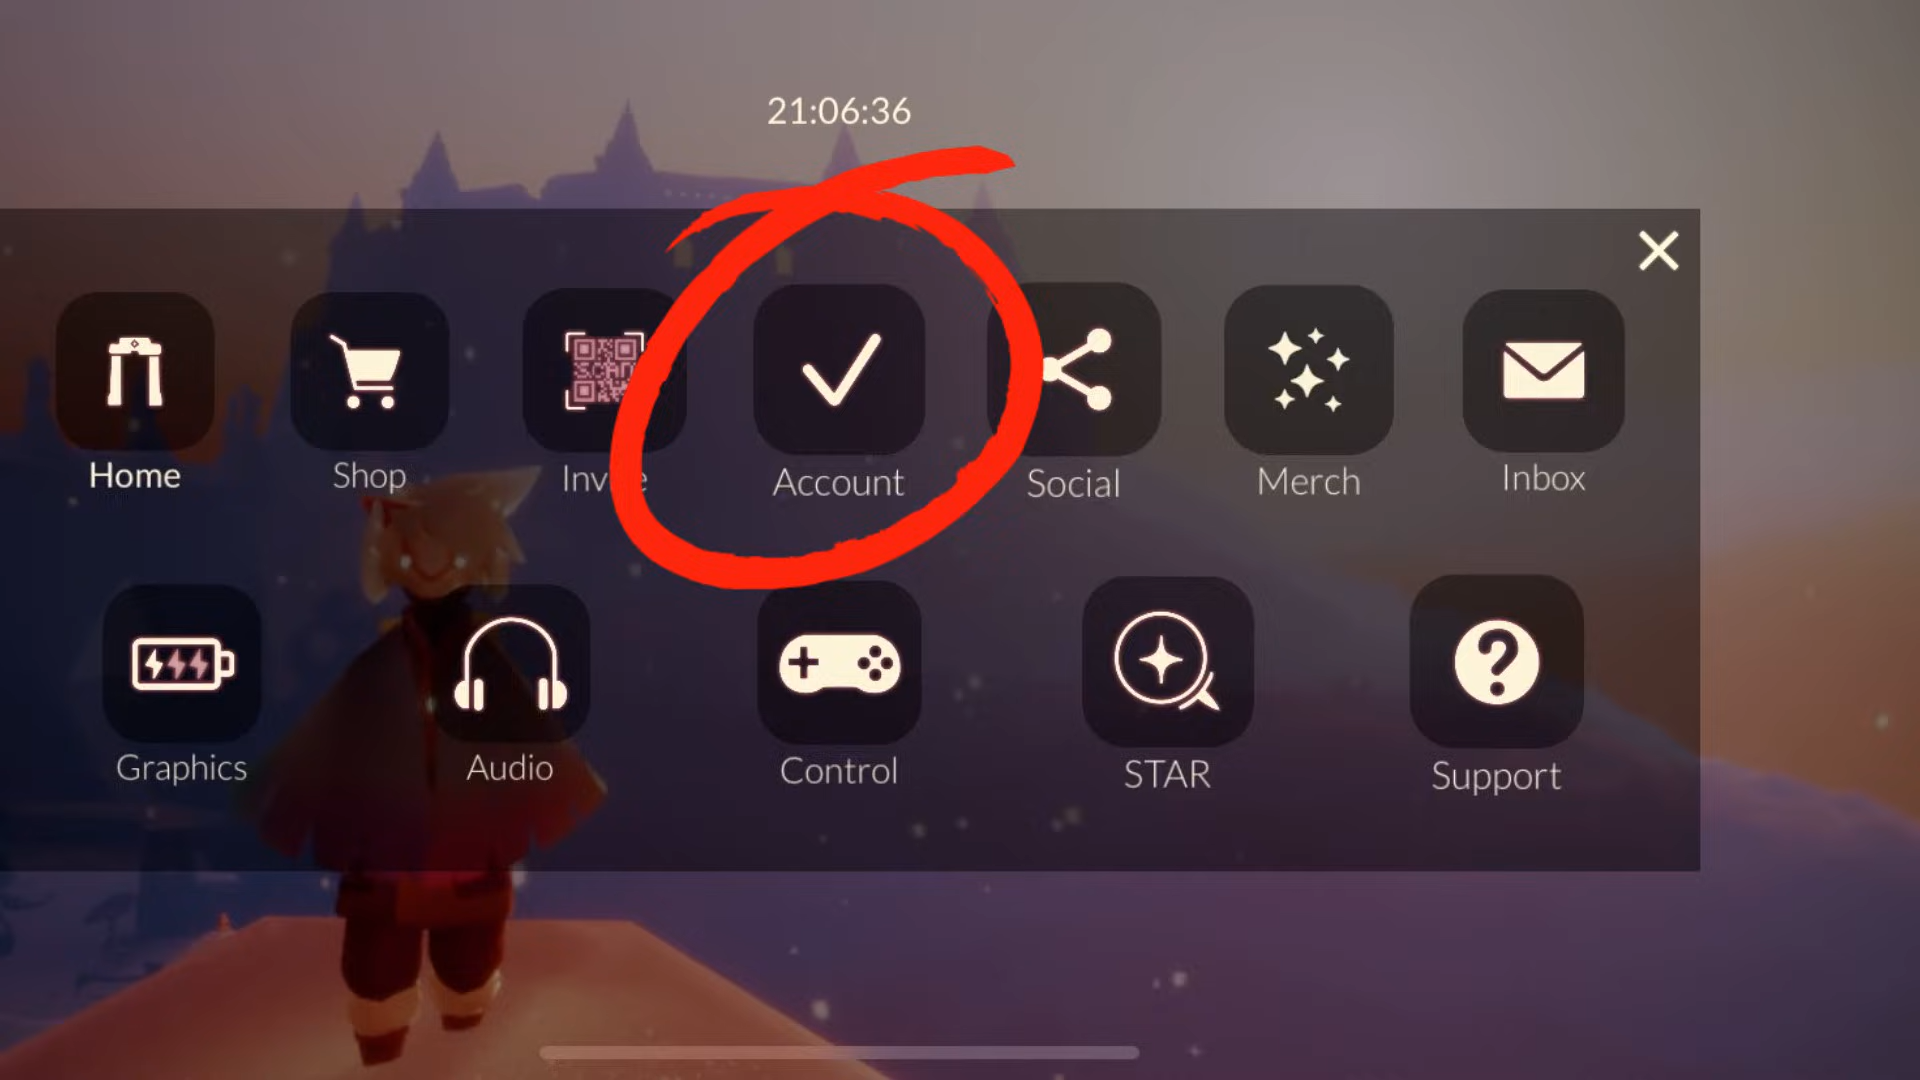 21:06:36
Home
Shop
Account
Social
Merch
Inbox
Graphics
Audio
Control
STAR
Support